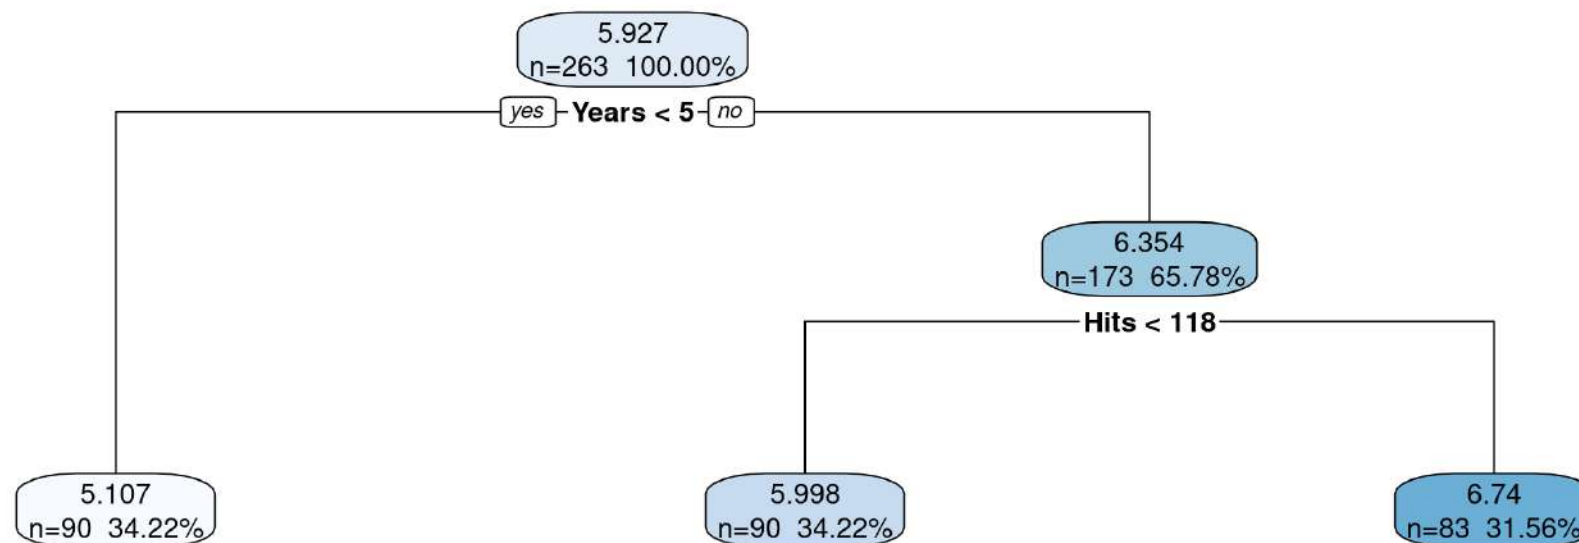 5.927
n=263 100.00%
yes Years < 5 no
6.354
n=173 65.78%
Hits < 118
5.107
n=90 34.22%
5.998
n=90 34.22%
6.74
n=83 31.56%